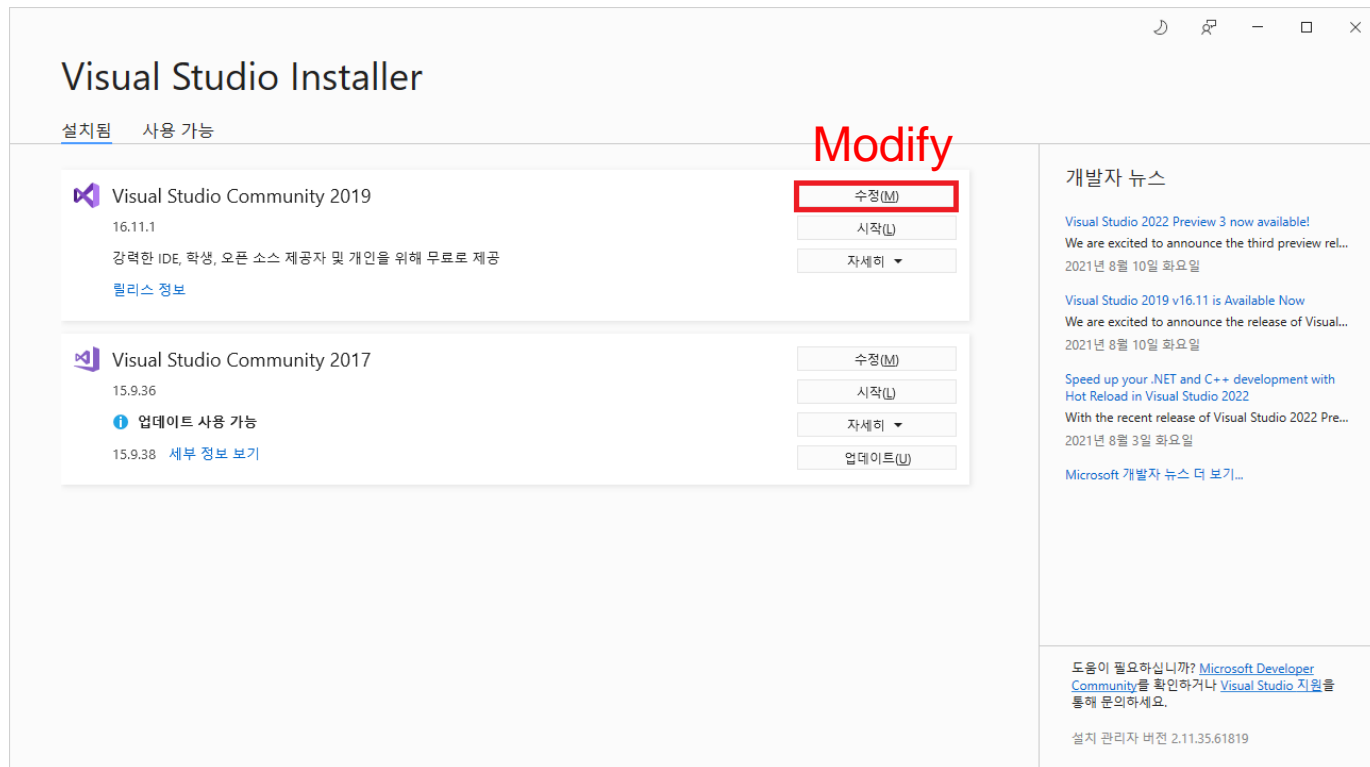 Visual Studio Installer
설치됨
사용 가능
Modify
Visual Studio Community 2019
수정(M)
16.11.1
시작(L)
강력한 IDE, 학생, 오픈 소스 제공자 및 개인을 위해 무료로 제공
자세히
릴리스 정보
Visual Studio Community 2017
수정(M)
15.9.36
시작(L)
업데이트 사용 가능
자세히
15.9.38 세부 정보 보기
업데이트(U)
개발자 뉴스
Visual Studio 2022 Preview 3 now available!
We are excited to announce the third preview rel...
2021년 8월 10일 화요일
Visual Studio 2019 v16.11 is Available Now
We are excited to announce the release of Visual...
2021년 8월 10일 화요일
Speed up your .NET and C++ development with
Hot Reload in Visual Studio 2022
With the recent release of Visual Studio 2022 Pre...
2021년 8월 3일 화요일
Microsoft 개발자 뉴스 더 보기...
도움이 필요하십니까? Microsoft Developer
Community를 확인하거나 Visual Studio 지원을
통해 문의하세요.
설치 관리자 버전 2.11.35.61819